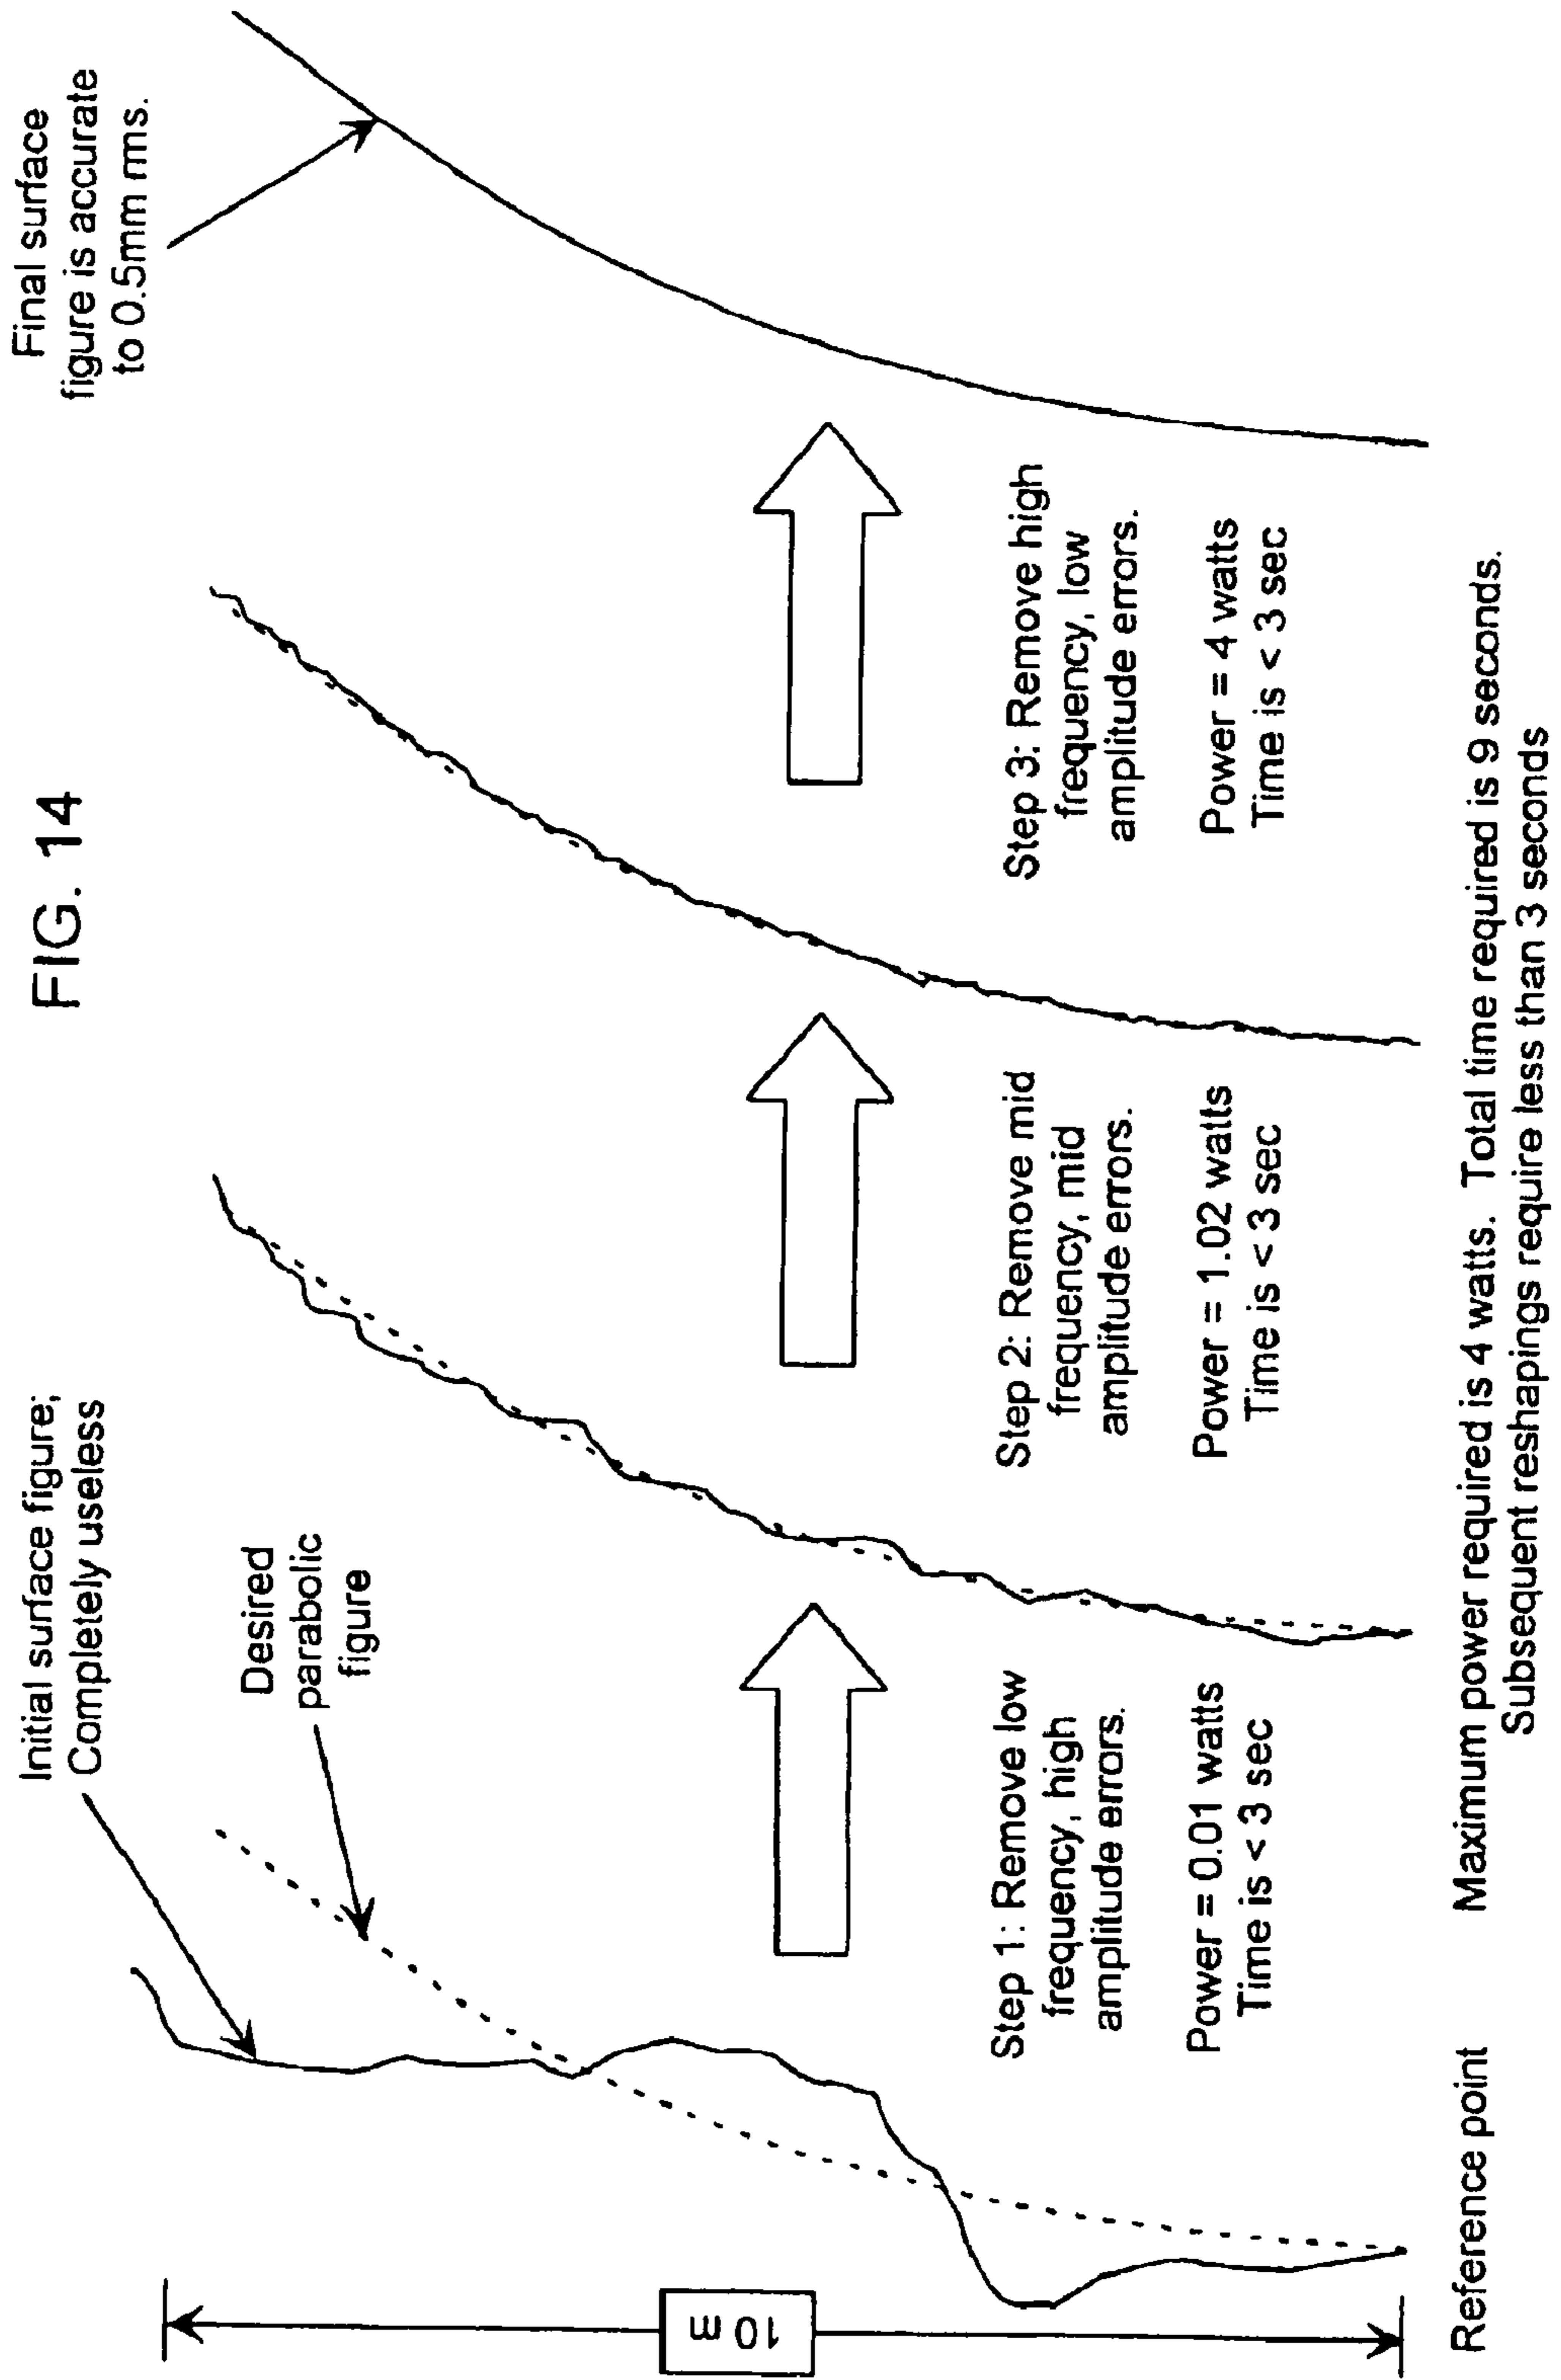 FIG. 14
Initial surface figure;
Completely useless
Desired
parabolic
figure
Final surface
figure is accurate
to 0.5mm rms.
10 m
Step 1: Remove low
frequency, high
amplitude errors.
Power = 0.01 watts
Time is < 3 sec
Step 2: Remove mid
frequency, mid
amplitude errors.
Power = 1.02 watts
Time is < 3 sec
Step 3: Remove high
frequency, low
amplitude errors.
Power = 4 watts
Time is < 3 sec
Reference point
Maximum power required is 4 watts. Total time required is 9 seconds.
Subsequent reshapings require less than 3 seconds